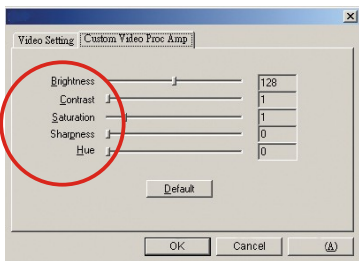 Video Setting Custom Video Proc Amp
Brightness 128
Contrast 1
Saturation 1
Sharpness 0
Hue 0
Default
OK Cancel (A)